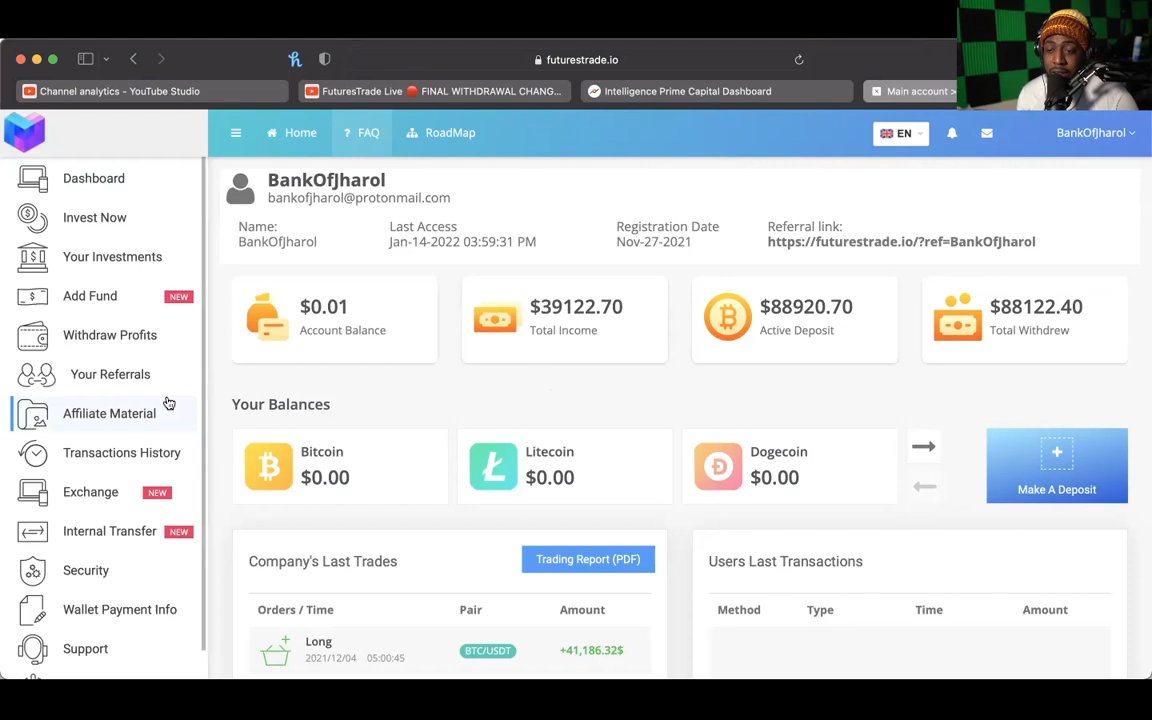 futurestrade.io
Channel analytics - YouTube Studio
FuturesTrade Live 🔴 FINAL WITHDRAWAL CHANG...
Intelligence Prime Capital Dashboard
Main account >
Home
FAQ
RoadMap
EN
BankOfJharol
Dashboard
Invest Now
Your Investments
Add Fund NEW
Withdraw Profits
Your Referrals
Affiliate Material
Transactions History
Exchange NEW
Internal Transfer NEW
Security
Wallet Payment Info
Support
BankOfJharol
bankofjharol@protonmail.com
Name:
BankOfJharol
Last Access
Jan-14-2022 03:59:31 PM
Registration Date
Nov-27-2021
Referral link:
https://futurestrade.io/?ref=BankOfJharol
$0.01
Account Balance
$39122.70
Total Income
$88920.70
Active Deposit
$88122.40
Total Withdrew
Your Balances
Bitcoin
$0.00
Litecoin
$0.00
Dogecoin
$0.00
Make A Deposit
Company's Last Trades
Trading Report (PDF)
Orders / Time Pair Amount
Long
2021/12/04 05:00:45
BTC/USDT
+41,186.32$
Users Last Transactions
Method Type Time Amount